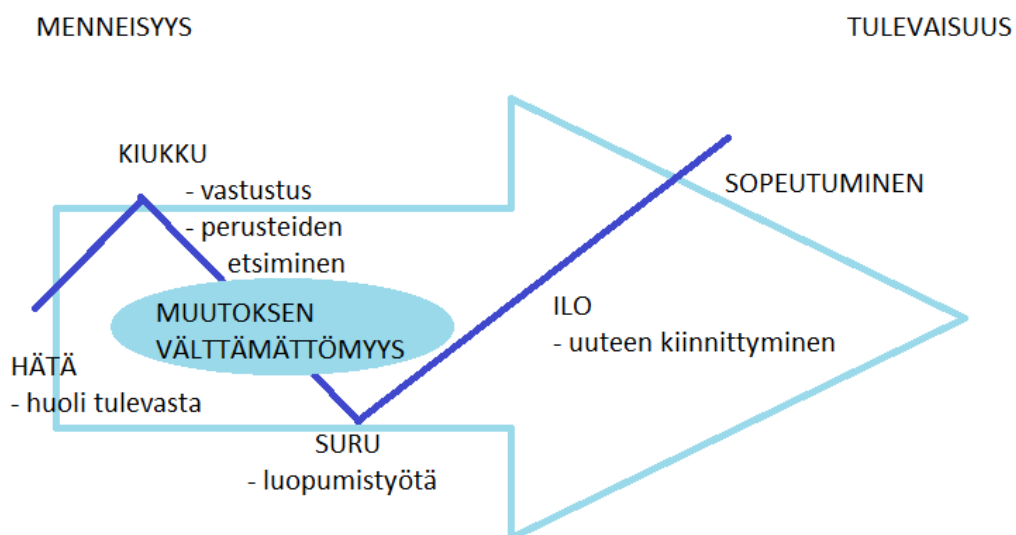 MENNEISYYS
TULEVAISUUS
KIUKKU
- vastustus
- perusteiden
etsiminen
SOPEUTUMINEN
MUUTOKSEN
VÄLTTÄMÄTTÖMYYS
ILO
- uuteen kiinnittyminen
HÄTÄ
- huoli tulevasta
SURU
- luopumistyötä